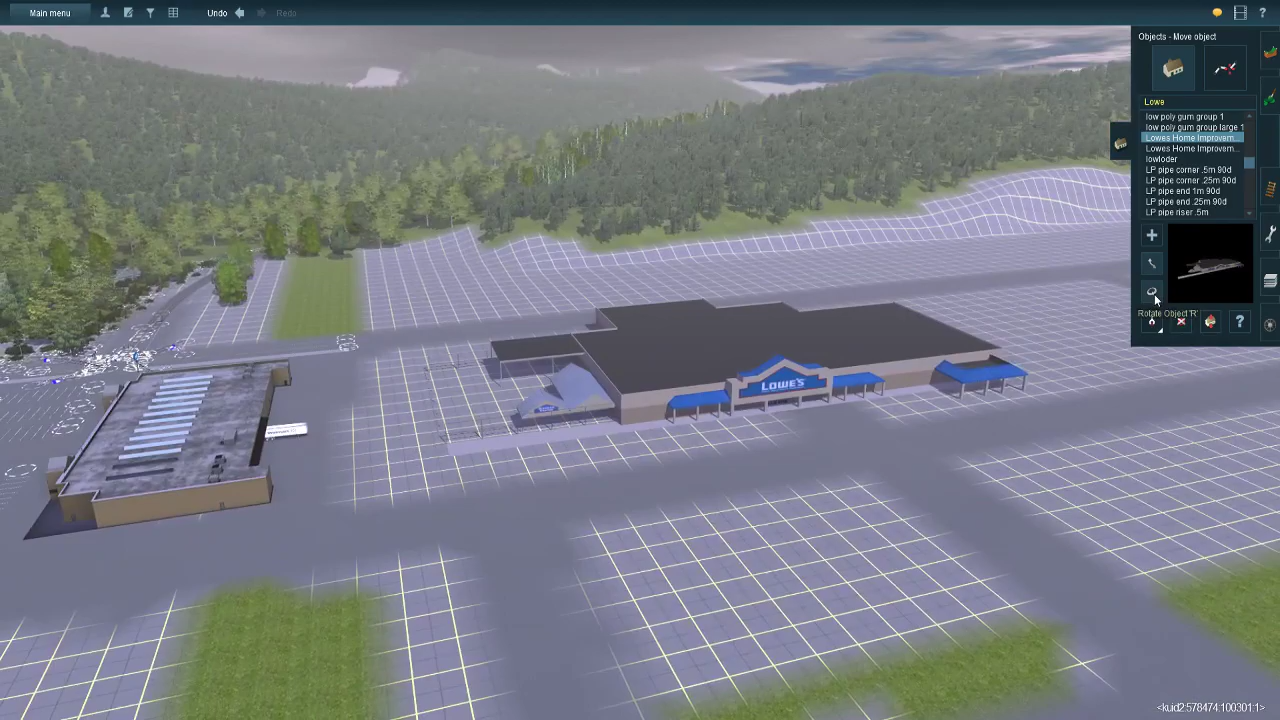 Main menu
Undo
Redo
?
Objects - Move object
Lowe
low poly gum group 1
low poly gum group large 1
Lowes Home Improvem
Lowes Home Improvem...
lowloder
LP pipe corner .5m 90d
LP pipe corner .25m 90d
LP pipe end 1m 90d
LP pipe end .25m 90d
LP pipe riser .5m
Rotate Object 'R'
?
LOWE'S
<kuid2:578474:100301:1>